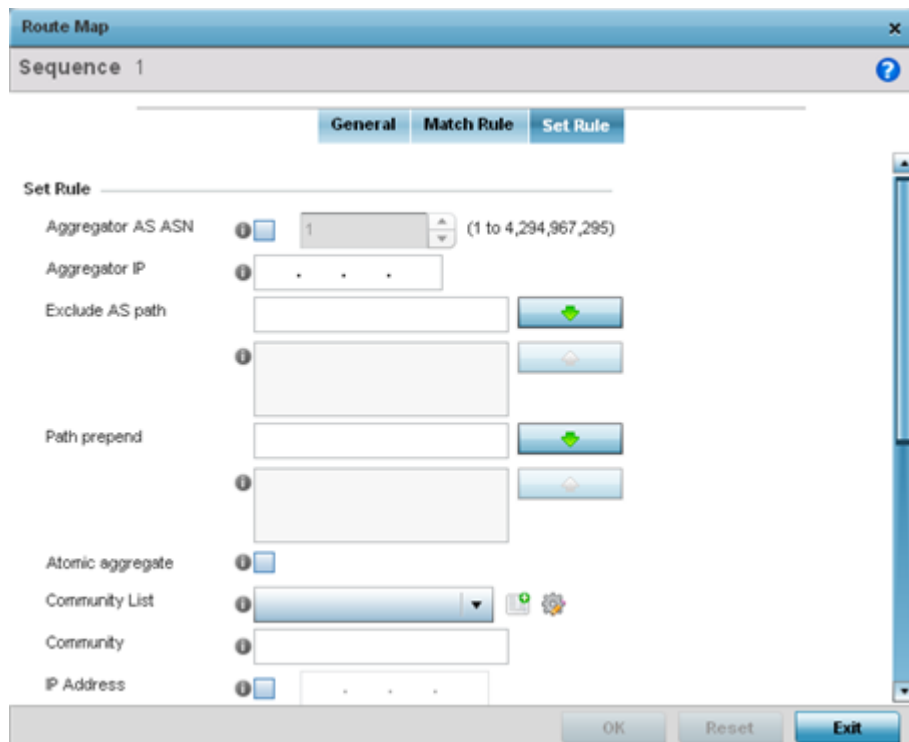 Route Map
Sequence 1
General Match Rule Set Rule
Set Rule
Aggregator AS ASN 1 (1 to 4,294,967,295)
Aggregator IP . . .
Exclude AS path
Path prepend
Atomic aggregate
Community List
Community
IP Address . . .
OK Reset Exit